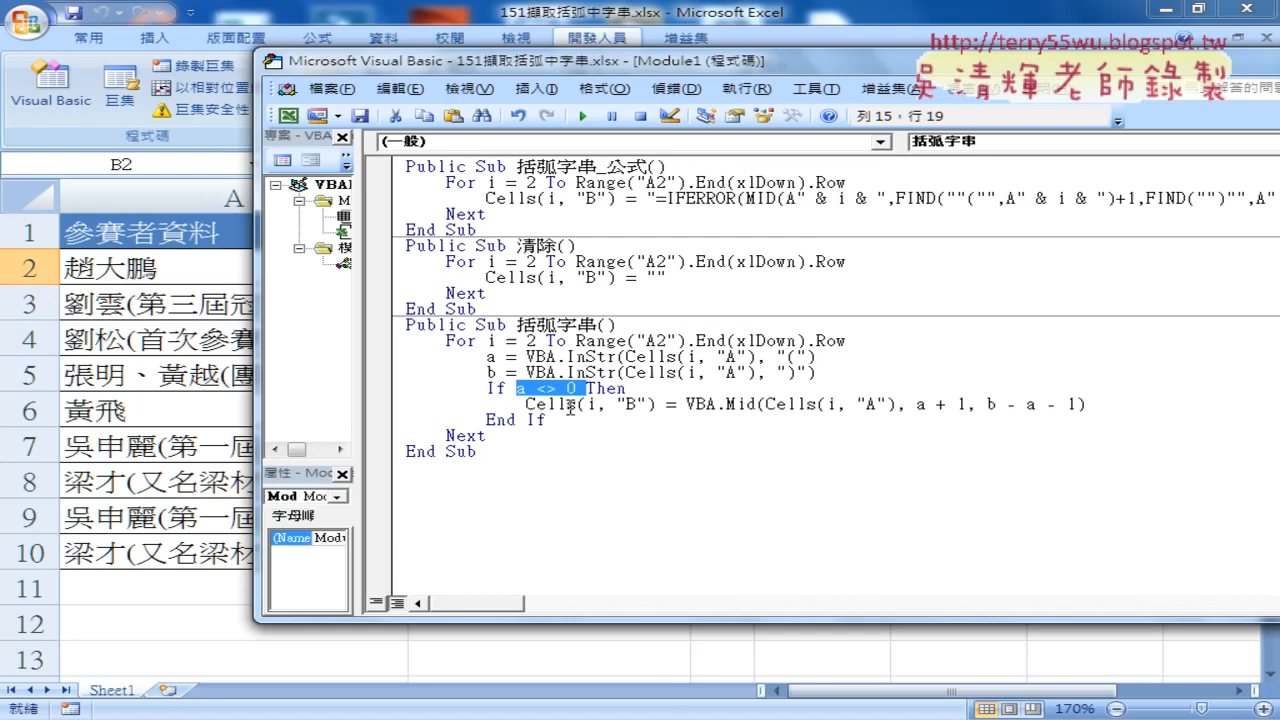 151擷取括弧中字串.xlsx - Microsoft Excel
常用 插入 版面配置 公式 資料 校閱 檢視 開發人員 增益集
http://terry55wu.blogspot.tw
吳清輝老師錄製
Visual Basic
巨集
錄製巨集
以相對位置
巨集安全性
程式碼
Microsoft Visual Basic - 151擷取括弧中字串.xlsx - [Module1 (程式碼)]
檔案(F) 編輯(E) 檢視(V) 插入(I) 格式(O) 偵錯(D) 執行(R) 工具(T)
列 15，行 19
專案 - VBA
(一般)
括弧字串
B2
A
1 參賽者資料
2 趙大鵬
3 劉雲(第三屆冠
4 劉松(首次參賽
5 張明、黃越(團
6 黃飛
7 吳申麗(第一屆
8 梁才(又名梁材
9 吳申麗(第一屆
10 梁才(又名梁材
11
12
13
屬性 - Mod
Mod
字母順
(Name
Public Sub 括弧字串_公式()
For i = 2 To Range("A2").End(xlDown).Row
Cells(i, "B") = "=IFERROR(MID(A" & i & ",FIND(""("",A" & i & ")+1,FIND("")"",A"
Next
End Sub
Public Sub 清除()
For i = 2 To Range("A2").End(xlDown).Row
Cells(i, "B") = ""
Next
End Sub
Public Sub 括弧字串()
For i = 2 To Range("A2").End(xlDown).Row
a = VBA.InStr(Cells(i, "A"), "(")
b = VBA.InStr(Cells(i, "A"), ")")
If a <> 0 Then
Cells(i, "B") = VBA.Mid(Cells(i, "A"), a + 1, b - a - 1)
End If
Next
End Sub
Sheet1
就緒
170%